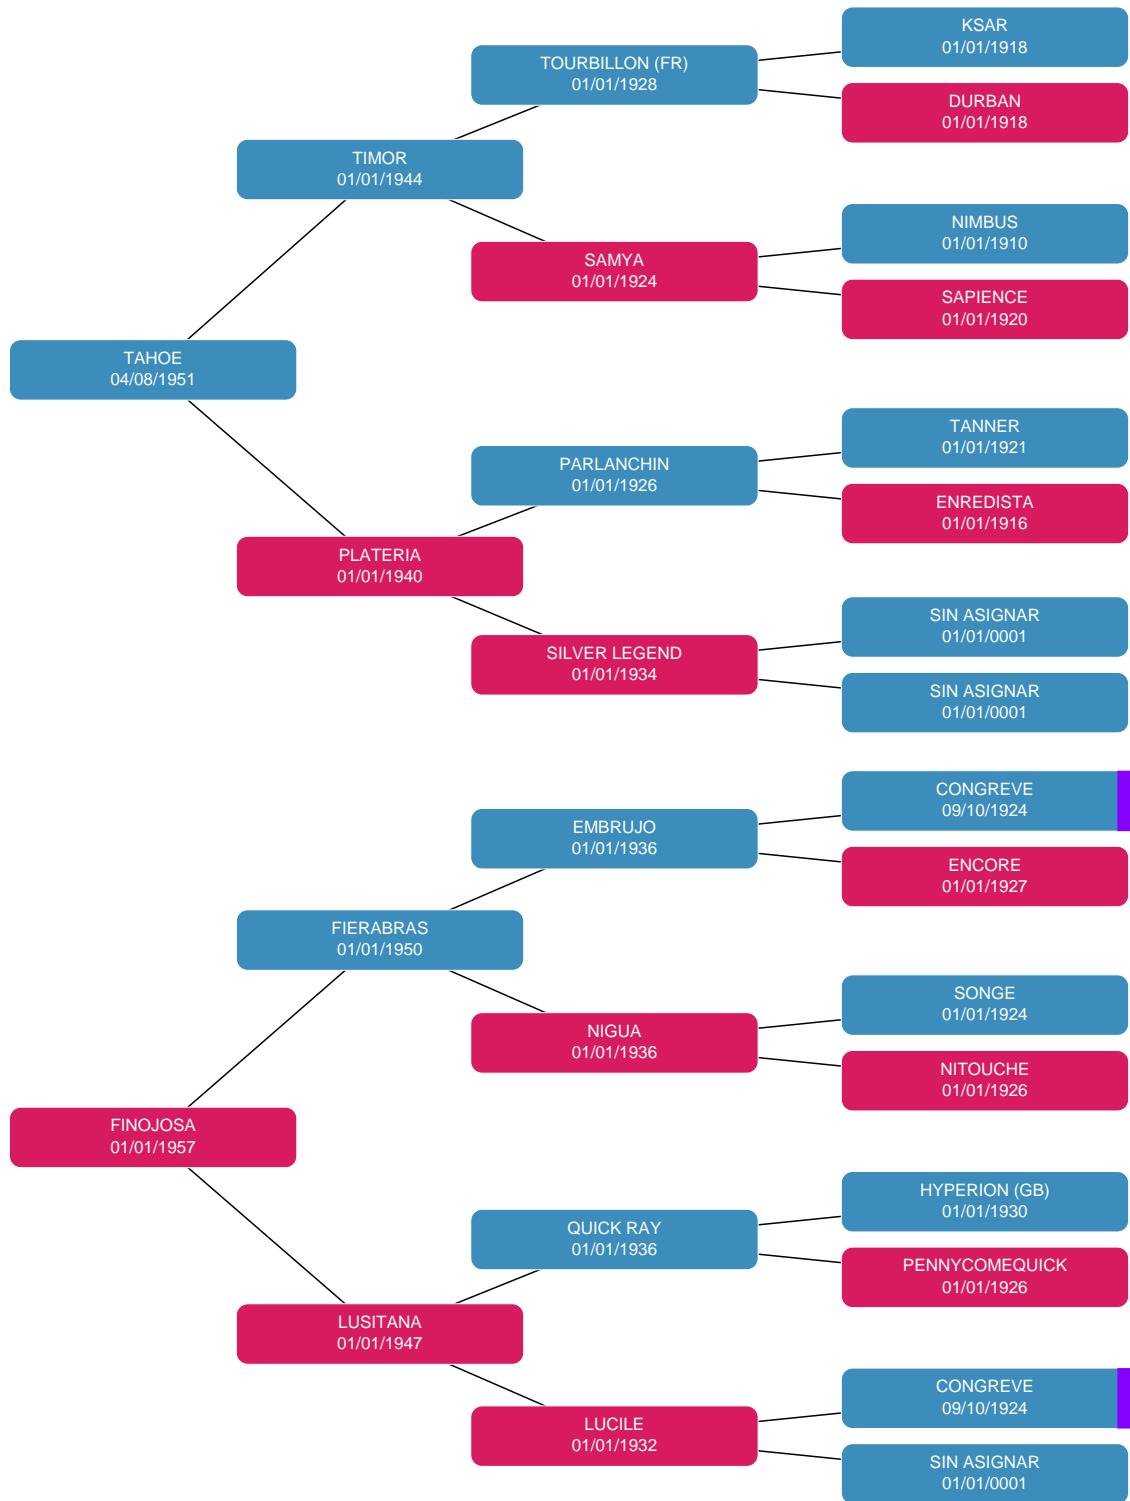 KSAR
01/01/1918
TOURBILLON (FR)
01/01/1928
DURBAN
01/01/1918
TIMOR
01/01/1944
NIMBUS
01/01/1910
SAMYA
01/01/1924
SAPIENCE
01/01/1920
TAHOE
04/08/1951
TANNER
01/01/1921
PARLANCHIN
01/01/1926
ENREDISTA
01/01/1916
PLATERIA
01/01/1940
SIN ASIGNAR
01/01/0001
SILVER LEGEND
01/01/1934
SIN ASIGNAR
01/01/0001
CONGREVE
09/10/1924
EMBRUJO
01/01/1936
ENCORE
01/01/1927
FIERABRAS
01/01/1950
SONGE
01/01/1924
NIGUA
01/01/1936
NITOUCHE
01/01/1926
FINOJOSA
01/01/1957
HYPERION (GB)
01/01/1930
QUICK RAY
01/01/1936
PENNYCOMEQUICK
01/01/1926
LUSITANA
01/01/1947
CONGREVE
09/10/1924
LUCILE
01/01/1932
SIN ASIGNAR
01/01/0001